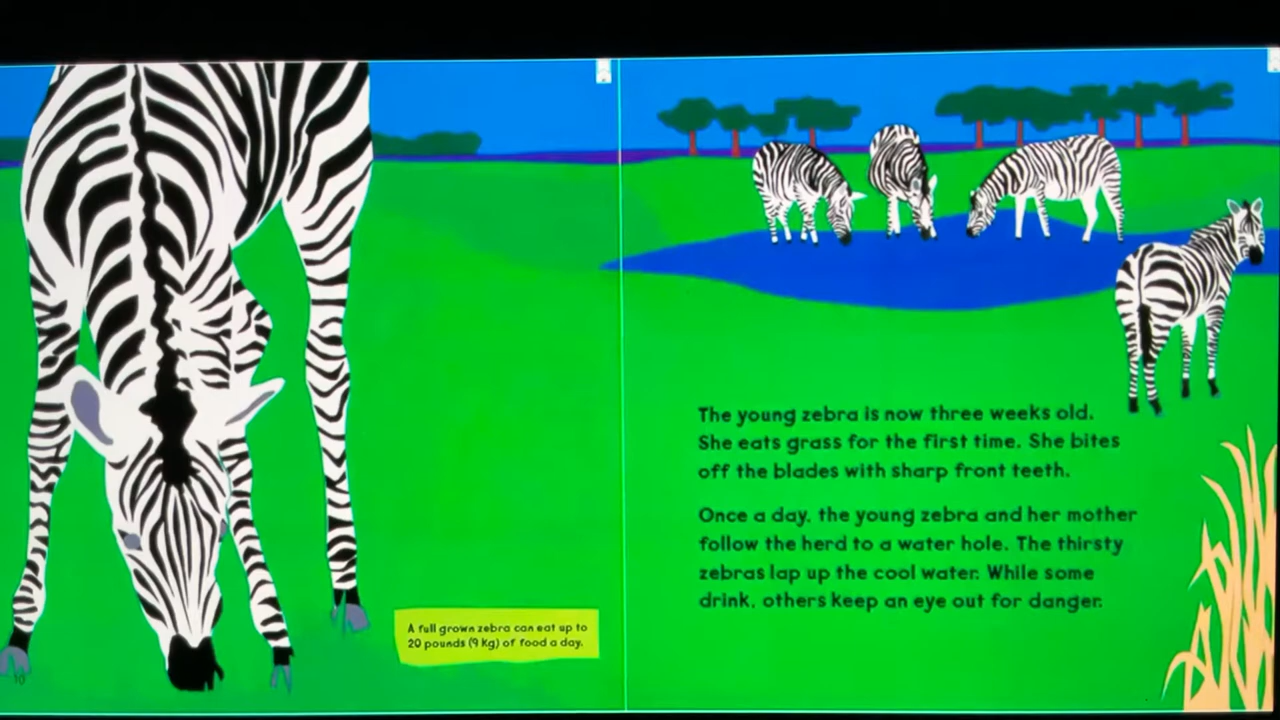 A full grown zebra can eat up to
20 pounds (9 Kg) of food a day.
10
The young zebra is now three weeks old.
She eats grass for the first time. She bites
off the blades with sharp front teeth.
Once a day, the young zebra and her mother
follow the herd to a water hole. The thirsty
zebras lap up the cool water. While some
drink, others keep an eye out for danger.